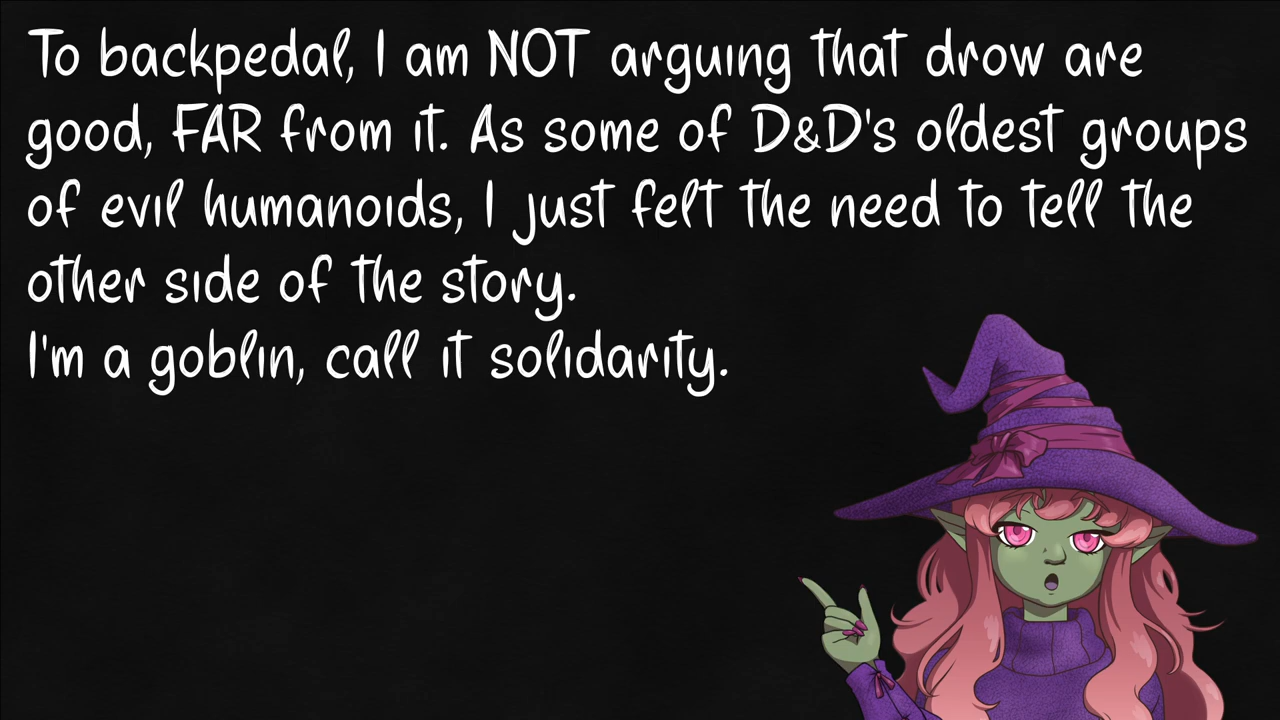 To backpedal, I am NOT arguing that drow are
good, FAR from it. As some of D&D's oldest groups
of evil humanoids, I just felt the need to tell the
other side of the story.
I'm a goblin, call it solidarity.